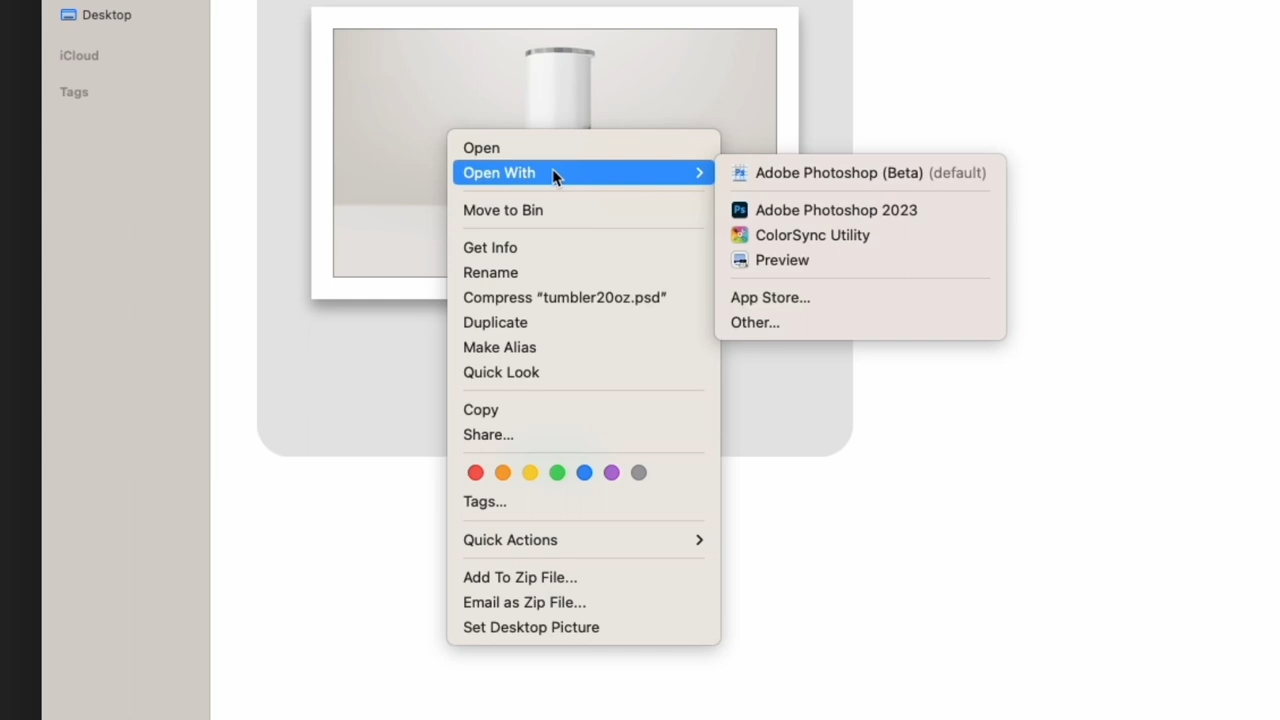 Desktop
iCloud
Tags
Open
Open With
Move to Bin
Get Info
Rename
Compress “tumbler20oz.psd”
Duplicate
Make Alias
Quick Look
Copy
Share...
Tags...
Quick Actions
Add To Zip File...
Email as Zip File...
Set Desktop Picture
Adobe Photoshop (Beta) (default)
Ps Adobe Photoshop 2023
ColorSync Utility
Preview
App Store...
Other...